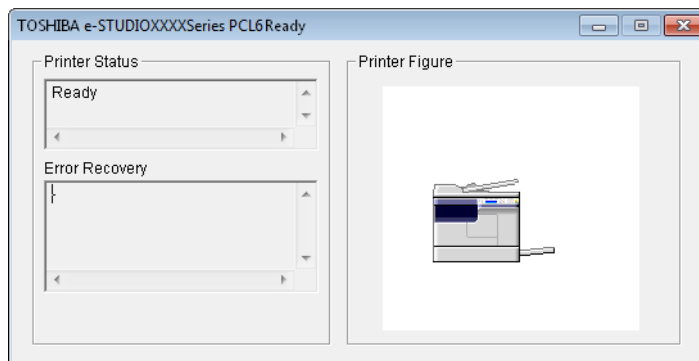 TOSHIBA e-STUDIOXXXXSeries PCL6Ready
Printer Status
Ready
Error Recovery
-
Printer Figure